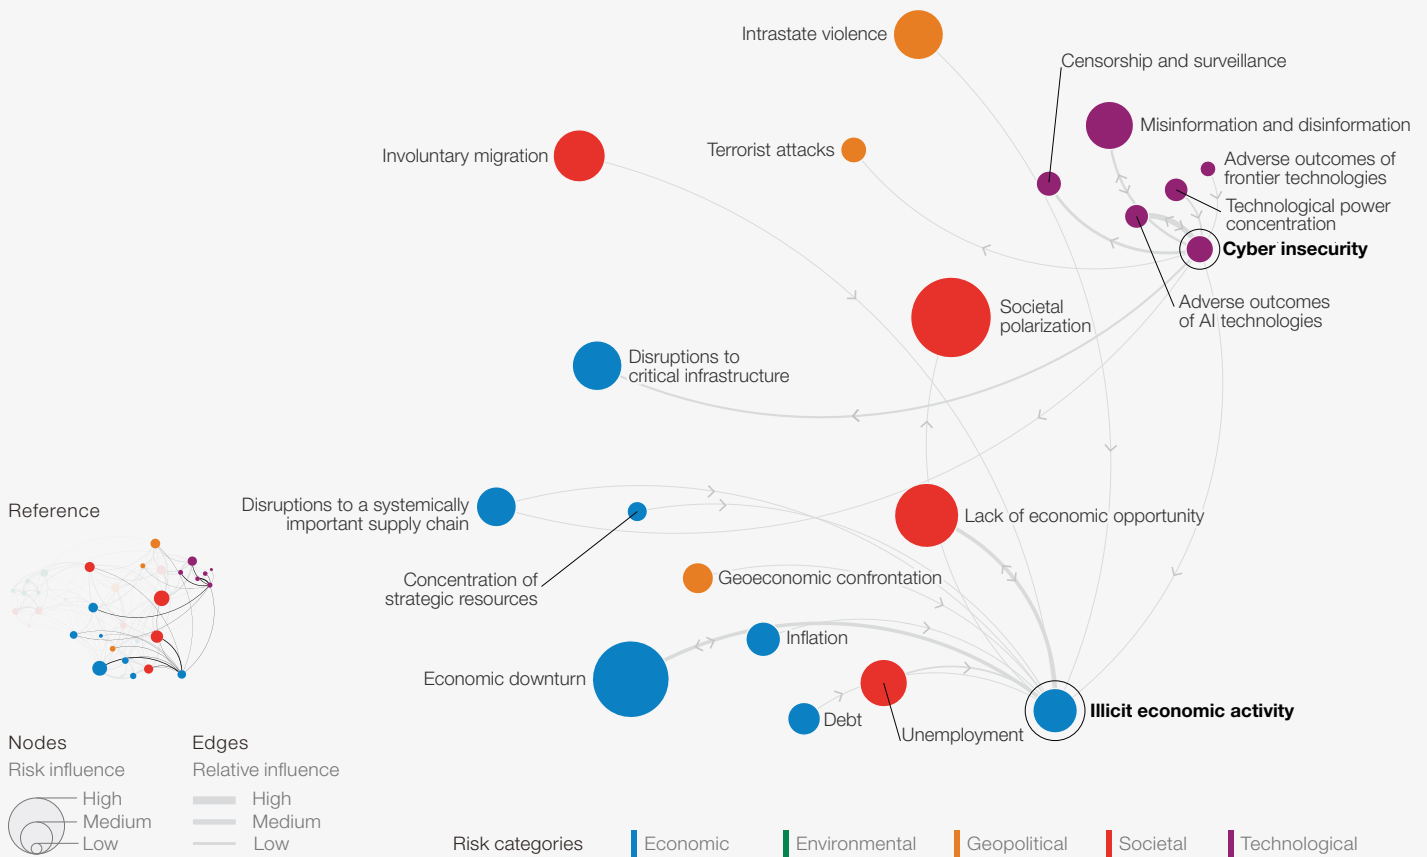 Intrastate violence
Censorship and surveillance
Misinformation and disinformation
Involuntary migration
Terrorist attacks
Adverse outcomes of
frontier technologies
Technological power
concentration
Cyber insecurity
Adverse outcomes
of AI technologies
Societal
polarization
Disruptions to
critical infrastructure
Disruptions to a systemically
important supply chain
Lack of economic opportunity
Reference
Concentration of
strategic resources
Geoeconomic confrontation
Inflation
Economic downturn
Debt
Unemployment
Illicit economic activity
Nodes
Risk influence
High
Medium
Low
Edges
Relative influence
High
Medium
Low
Risk categories
Economic
Environmental
Geopolitical
Societal
Technological